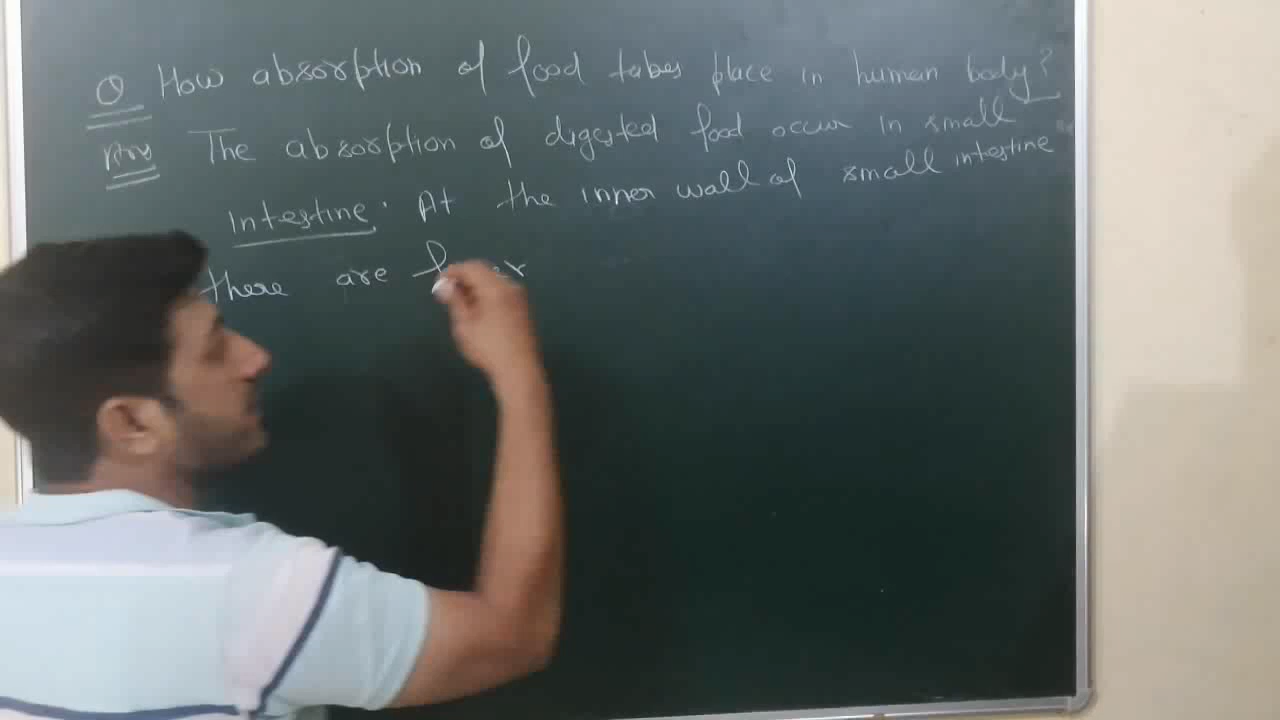 Q How absorption of food takes place in human body?
Ans The absorption of digested food occur in small
Intestine. At the inner wall of small intestine
there are